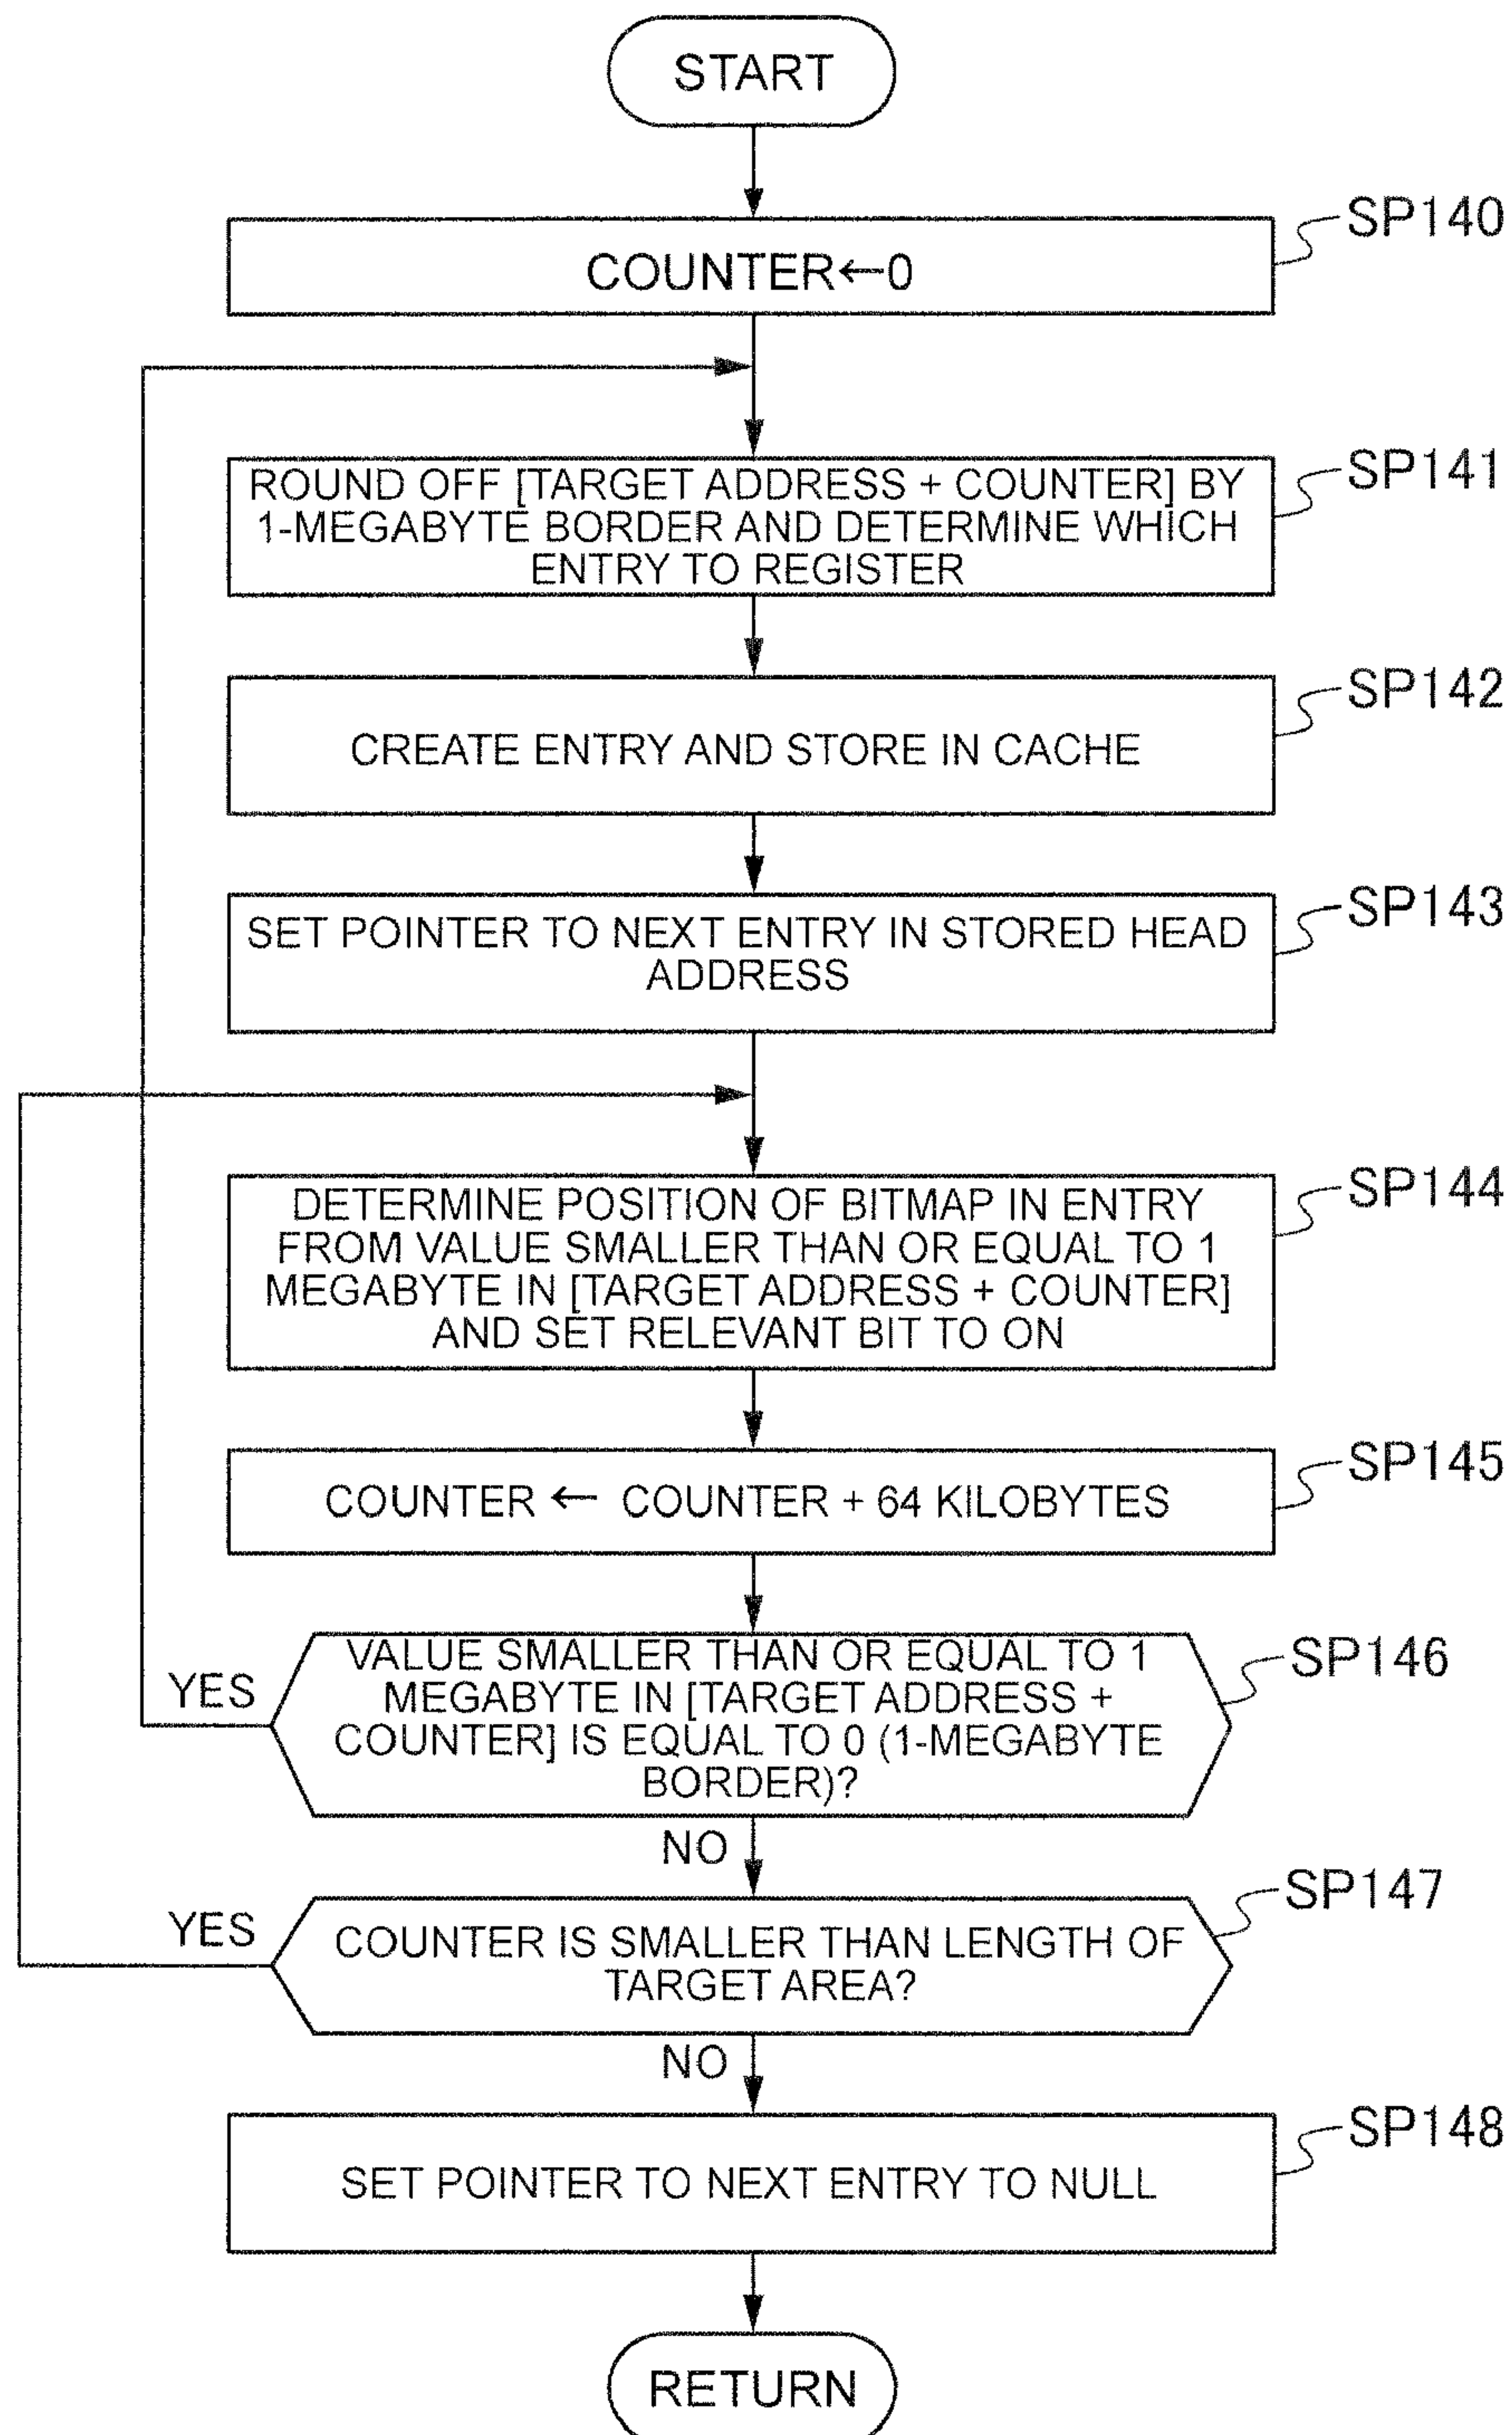 START
SP140
COUNTER←0
SP141
ROUND OFF [TARGET ADDRESS + COUNTER] BY
1-MEGABYTE BORDER AND DETERMINE WHICH
ENTRY TO REGISTER
SP142
CREATE ENTRY AND STORE IN CACHE
SP143
SET POINTER TO NEXT ENTRY IN STORED HEAD
ADDRESS
SP144
DETERMINE POSITION OF BITMAP IN ENTRY
FROM VALUE SMALLER THAN OR EQUAL TO 1
MEGABYTE IN [TARGET ADDRESS + COUNTER]
AND SET RELEVANT BIT TO ON
SP145
COUNTER ← COUNTER + 64 KILOBYTES
SP146
VALUE SMALLER THAN OR EQUAL TO 1
MEGABYTE IN [TARGET ADDRESS +
COUNTER] IS EQUAL TO 0 (1-MEGABYTE
BORDER)?
YES
NO
SP147
COUNTER IS SMALLER THAN LENGTH OF
TARGET AREA?
YES
NO
SP148
SET POINTER TO NEXT ENTRY TO NULL
RETURN